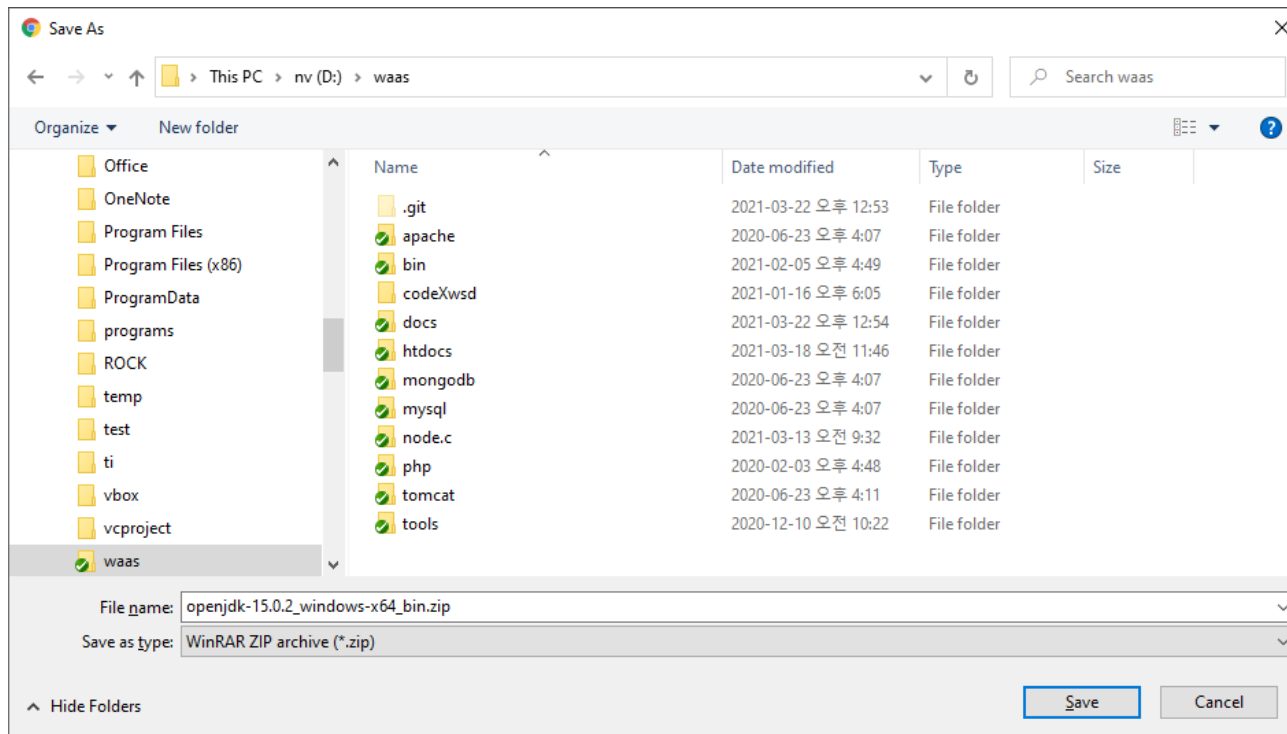 Save As
This PC > nv (D:) > waas
Search waas
Organize
New folder
?
Office
OneNote
Program Files
Program Files (x86)
ProgramData
programs
ROCK
temp
test
ti
vbox
vcproject
waas
Name Date modified Type Size
.git 2021-03-22 오후 12:53 File folder
apache 2020-06-23 오후 4:07 File folder
bin 2021-02-05 오후 4:49 File folder
codeXwsd 2021-01-16 오후 6:05 File folder
docs 2021-03-22 오후 12:54 File folder
htdocs 2021-03-18 오전 11:46 File folder
mongodb 2020-06-23 오후 4:07 File folder
mysql 2020-06-23 오후 4:07 File folder
node.c 2021-03-13 오전 9:32 File folder
php 2020-02-03 오후 4:48 File folder
tomcat 2020-06-23 오후 4:11 File folder
tools 2020-12-10 오전 10:22 File folder
File name: openjdk-15.0.2_windows-x64_bin.zip
Save as type: WinRAR ZIP archive (*.zip)
Hide Folders
Save
Cancel